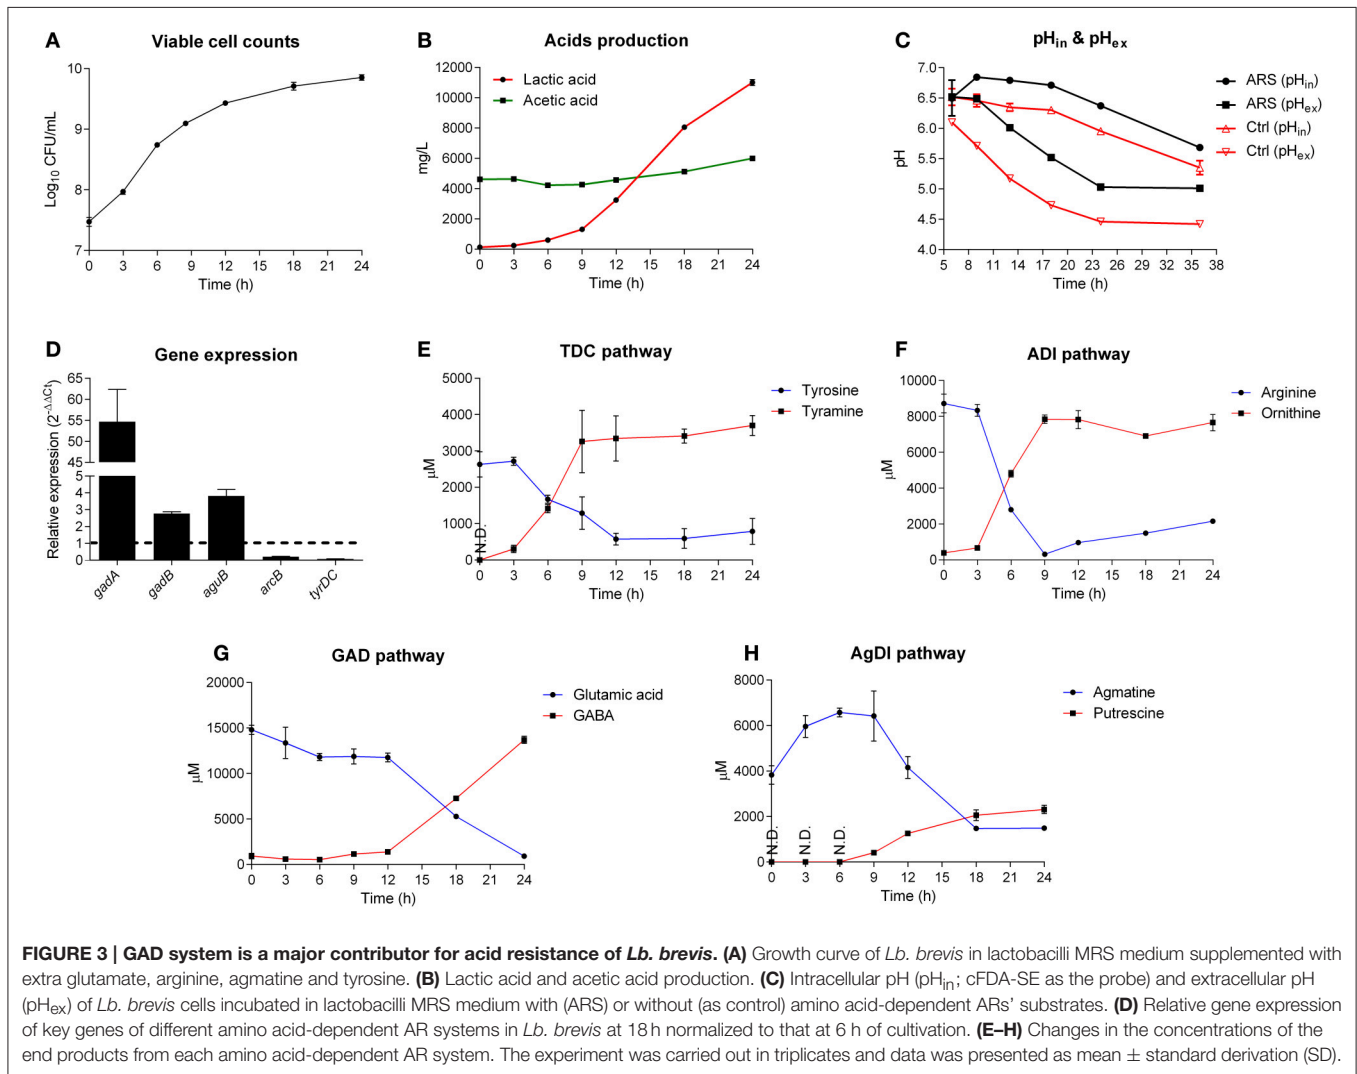 A Viable cell counts
Log10 CFU/mL
10
9
8
7
0 3 6 9 12 15 18 21 24
Time (h)
B Acids production
Lactic acid
Acetic acid
mg/L
12000
10000
8000
6000
4000
2000
0
0 3 6 9 12 15 18 21 24
Time (h)
C pHin & pHex
ARS (pHin)
ARS (pHex)
Ctrl (pHin)
Ctrl (pHex)
pH
7.0
6.5
6.0
5.5
5.0
4.5
4.0
5 8 11 14 17 20 23 26 29 32 35 38
Time (h)
D Gene expression
Relative expression (2-ΔΔCt)
65
60
55
50
45
5
4
3
2
1
0
gadA gadB aguB arcB tyrDC
E TDC pathway
Tyrosine
Tyramine
μM
5000
4000
3000
2000
1000
0
N.D.
0 3 6 9 12 15 18 21 24
Time (h)
F ADI pathway
Arginine
Ornithine
μM
10000
8000
6000
4000
2000
0
0 3 6 9 12 15 18 21 24
Time (h)
G GAD pathway
Glutamic acid
GABA
μM
20000
15000
10000
5000
0
0 3 6 9 12 15 18 21 24
Time (h)
H AgDI pathway
Agmatine
Putrescine
μM
8000
6000
4000
2000
0
N.D. N.D. N.D.
0 3 6 9 12 15 18 21 24
Time (h)
FIGURE 3 | GAD system is a major contributor for acid resistance of Lb. brevis. (A) Growth curve of Lb. brevis in lactobacilli MRS medium supplemented with
extra glutamate, arginine, agmatine and tyrosine. (B) Lactic acid and acetic acid production. (C) Intracellular pH (pHin; cFDA-SE as the probe) and extracellular pH
(pHex) of Lb. brevis cells incubated in lactobacilli MRS medium with (ARS) or without (as control) amino acid-dependent ARs' substrates. (D) Relative gene expression
of key genes of different amino acid-dependent AR systems in Lb. brevis at 18 h normalized to that at 6 h of cultivation. (E–H) Changes in the concentrations of the
end products from each amino acid-dependent AR system. The experiment was carried out in triplicates and data was presented as mean ± standard derivation (SD).